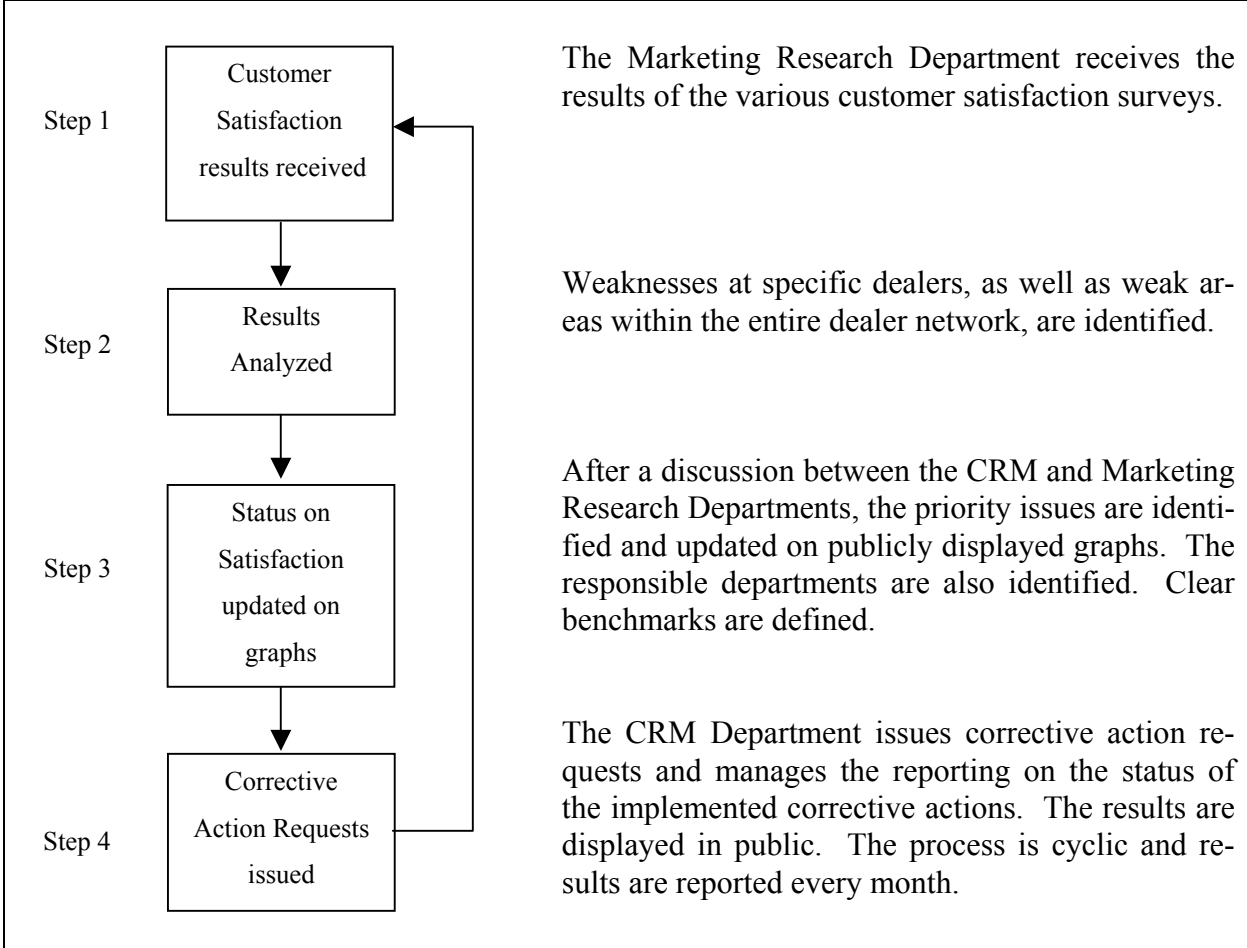 Step 1
Customer
Satisfaction
results received
The Marketing Research Department receives the
results of the various customer satisfaction surveys.
Step 2
Results
Analyzed
Weaknesses at specific dealers, as well as weak ar-
eas within the entire dealer network, are identified.
Step 3
Status on
Satisfaction
updated on
graphs
After a discussion between the CRM and Marketing
Research Departments, the priority issues are identi-
fied and updated on publicly displayed graphs. The
responsible departments are also identified. Clear
benchmarks are defined.
Step 4
Corrective
Action Requests
issued
The CRM Department issues corrective action re-
quests and manages the reporting on the status of
the implemented corrective actions. The results are
displayed in public. The process is cyclic and re-
sults are reported every month.